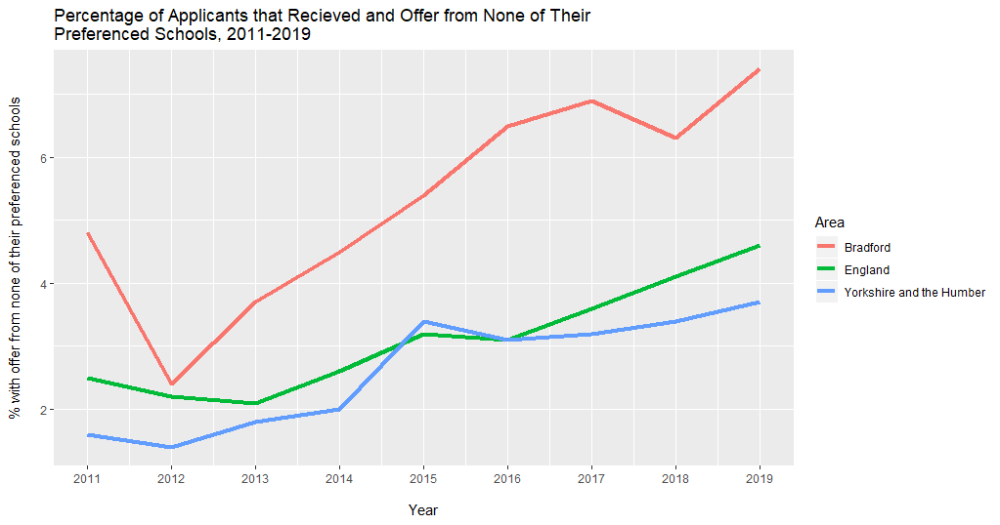 Percentage of Applicants that Recieved and Offer from None of Their
Preferenced Schools, 2011-2019
% with offer from none of their preferenced schools
6
4
2
2011 2012 2013 2014 2015 2016 2017 2018 2019
Year
Area
Bradford
England
Yorkshire and the Humber